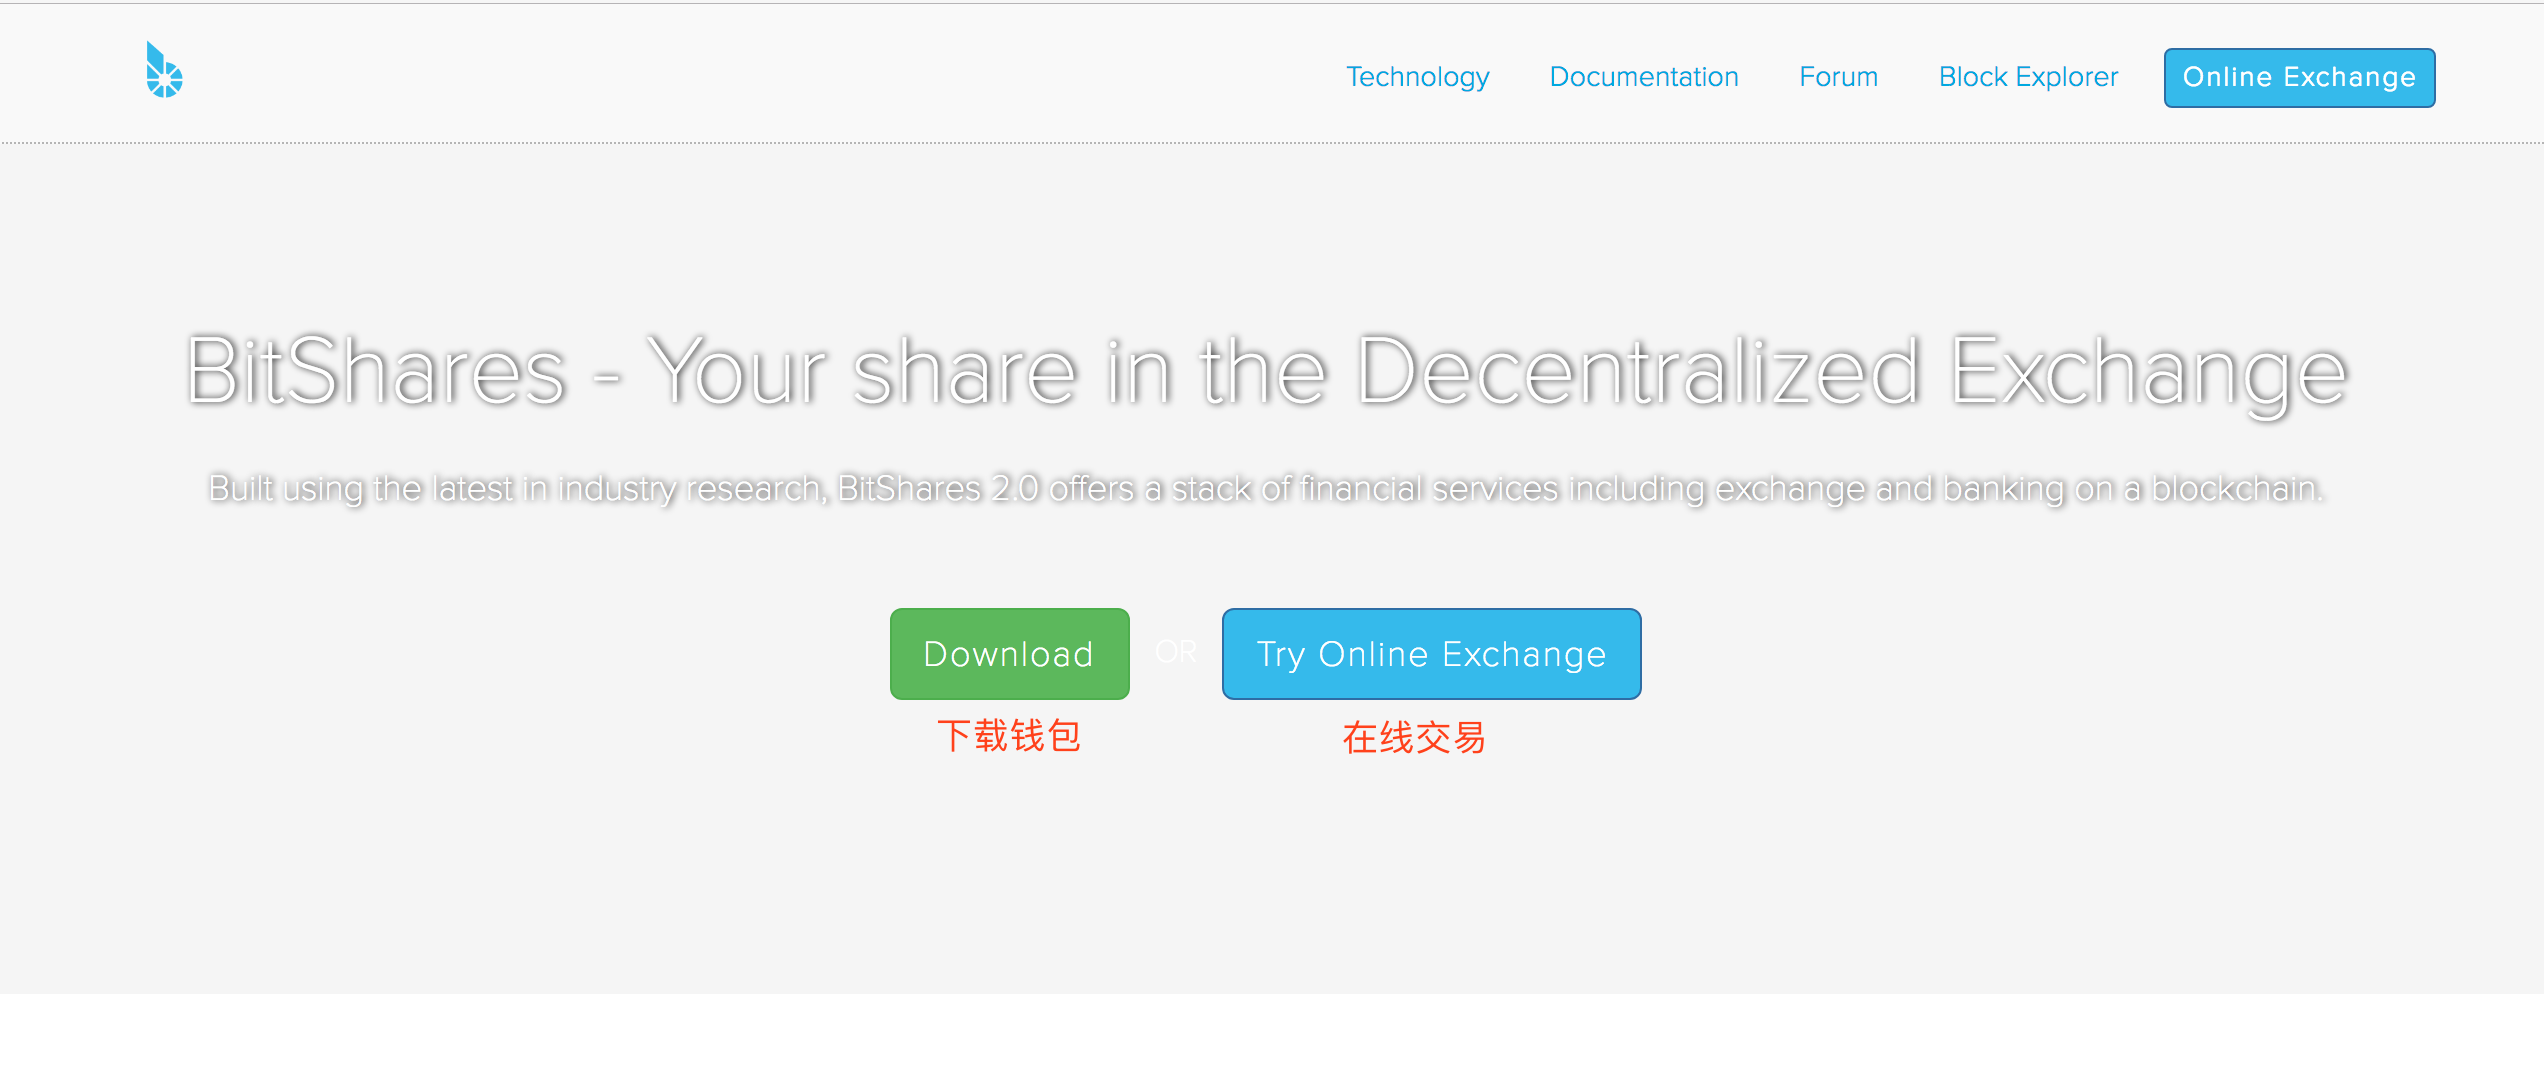 Technology Documentation Forum Block Explorer Online Exchange
BitShares - Your share in the Decentralized Exchange
Built using the latest in industry research, BitShares 2.0 offers a stack of financial services including exchange and banking on a blockchain.
Download OR Try Online Exchange
下载钱包 在线交易